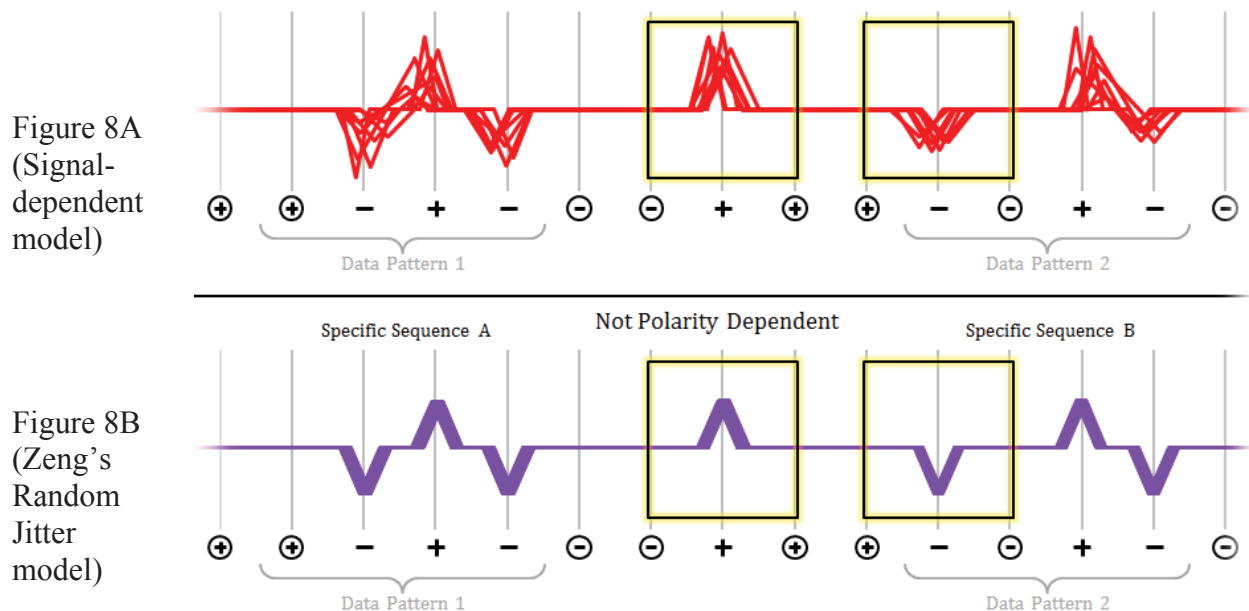 Figure 8A
(Signal-
dependent
model)
⊕ ⊕ − + − ⊖ ⊖ + ⊕ ⊕ − ⊖ + − ⊖
Data Pattern 1
Data Pattern 2
Specific Sequence A
Not Polarity Dependent
Specific Sequence B
Figure 8B
(Zeng's
Random
Jitter
model)
⊕ ⊕ − + − ⊖ ⊖ + ⊕ ⊕ − ⊖ + − ⊖
Data Pattern 1
Data Pattern 2